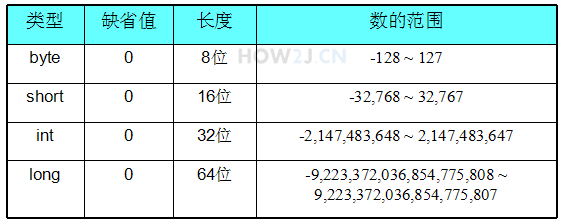 类型 缺省值 长度 数的范围
HOW2J.CN
byte 0 8位 -128 ~ 127
short 0 16位 -32,768 ~ 32,767
int 0 32位 -2,147,483,648 ~ 2,147,483,647
long 0 64位 -9,223,372,036,854,775,808 ~
9,223,372,036,854,775,807